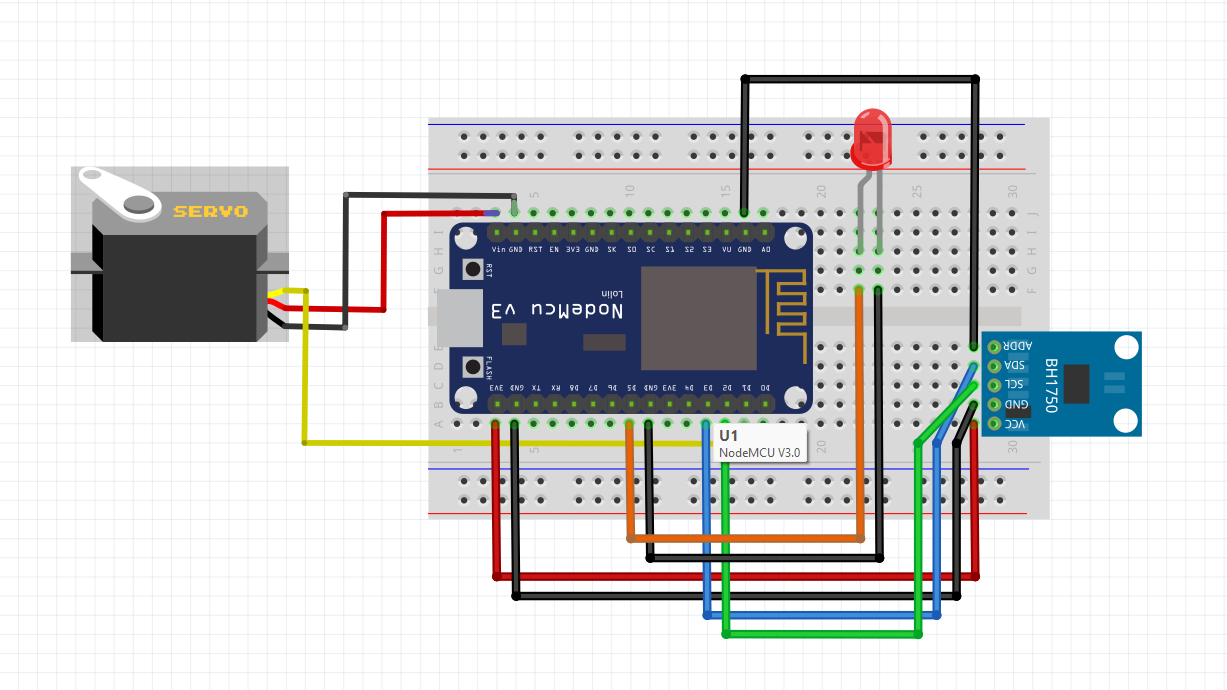 5
10
15
20
25
30
J
I
H
G
F
SERVO
Vin GND RST EN 3V3 GND SK SO SC S1 S2 S3 VU GND AO
RST
Lolin
NodeMcu v3
FLASH
3V3 GND TX RX D8 D7 D6 D5 GND 3V3 D4 D3 D2 D1 D0
E
D
C
B
A
ADDR
SDA
SCL
GND
VCC
BH1750
U1
NodeMCU V3.0
1
5
20
30